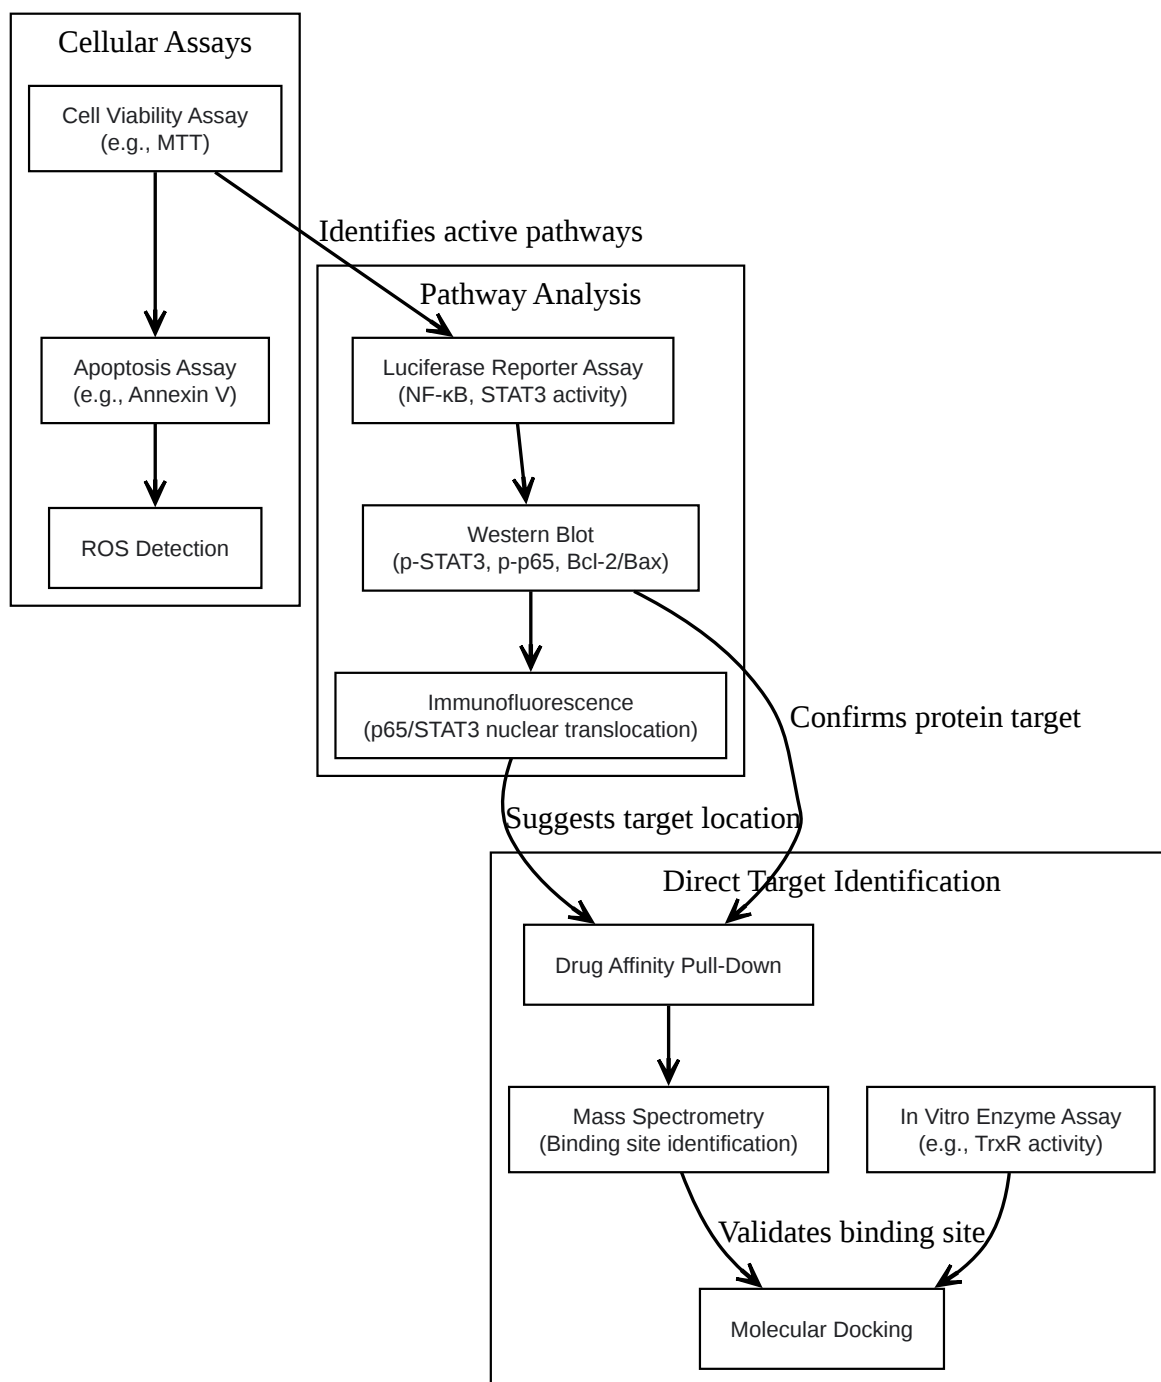 Cellular Assays
Cell Viability Assay
(e.g., MTT)
Identifies active pathways
Pathway Analysis
Apoptosis Assay
(e.g., Annexin V)
Luciferase Reporter Assay
(NF-κB, STAT3 activity)
ROS Detection
Western Blot
(p-STAT3, p-p65, Bcl-2/Bax)
Immunofluorescence
(p65/STAT3 nuclear translocation)
Confirms protein target
Suggests target location
Direct Target Identification
Drug Affinity Pull-Down
Mass Spectrometry
(Binding site identification)
In Vitro Enzyme Assay
(e.g., TrxR activity)
Validates binding site
Molecular Docking